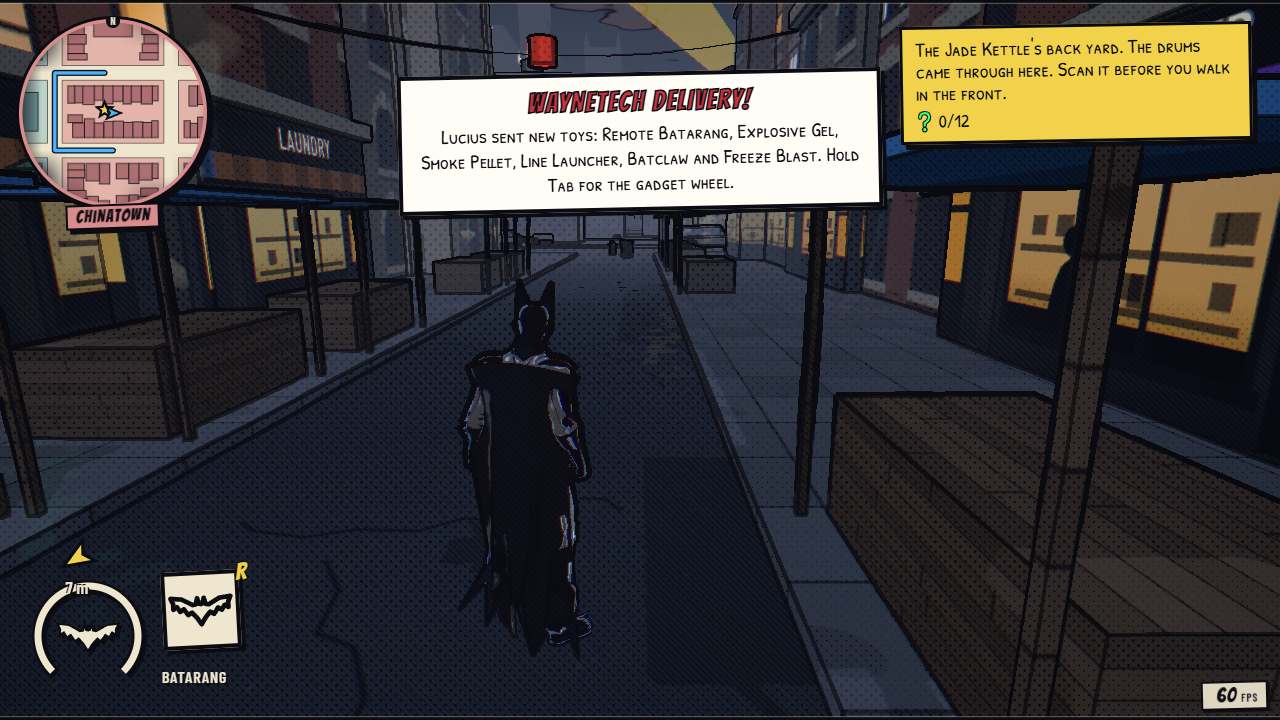 N
CHINATOWN
LAUNDRY
WAYNETECH DELIVERY!
Lucius sent new toys: Remote Batarang, Explosive Gel,
Smoke Pellet, Line Launcher, Batclaw and Freeze Blast. Hold
Tab for the gadget wheel.
The Jade Kettle's back yard. The drums
came through here. Scan it before you walk
in the front.
? 0/12
7 m
R
BATARANG
60 FPS